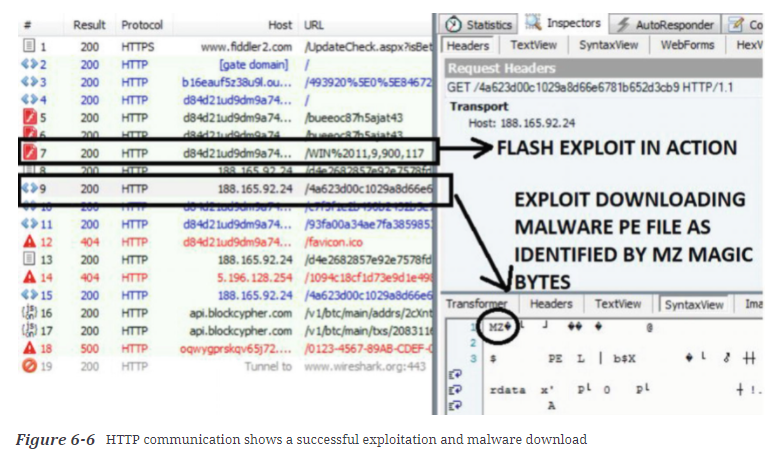 # Result Protocol Host URL
1 200 HTTPS www.fiddler2.com /UpdateCheck.aspx?isBet
2 200 HTTP [gate domain] /
3 200 HTTP b16eauf5z38u9l.ou... /493920%5E0%5E84672
4 200 HTTP d84d21ud9dm9a74... /
5 200 HTTP d84d21ud9dm9a74... /bueeoc87h5ajat43
6 200 HTTP d84d21ud9dm9a74... /bueeoc87h5ajat43
7 200 HTTP d84d21ud9dm9a74... /WIN%2011,9,900,117
8 200 HTTP 188.165.92.24 /d4e2682857e92e7578fd
9 200 HTTP 188.165.92.24 /4a623d00c1029a8d66e6
10 200 HTTP
11 200 HTTP d84d21ud9dm9a74... /93fa00a34ae7fa385985
12 404 HTTP d84d21ud9dm9a74... /favicon.ico
13 200 HTTP 188.165.92.24 /d4e2682857e92e7578fd
14 404 HTTP 5.196.128.254 /1094c18cf1d73e9d1e498
15 200 HTTP 188.165.92.24 /4a623d00c1029a8d66e6
16 200 HTTP api.blockcypher.com /v1/btc/main/addrs/2cXnt
17 200 HTTP api.blockcypher.com /v1/btc/main/txs/208311f
18 500 HTTP oqwygprskqv65j72.... /0123-4567-89AB-CDEF-0
19 200 HTTP Tunnel to www.wireshark.org:443
Statistics Inspectors AutoResponder Co
Headers TextView SyntaxView WebForms HexV
Request Headers
GET /4a623d00c1029a8d66e6781b652d3cb9 HTTP/1.1
Transport
Host: 188.165.92.24
FLASH EXPLOIT IN ACTION
EXPLOIT DOWNLOADING
MALWARE PE FILE AS
IDENTIFIED BY MZ MAGIC
BYTES
Transformer Headers TextView SyntaxView Ima
1 MZ @
2
3 $ PE L | b$X
rdata x' P 0 P
A
Figure 6-6 HTTP communication shows a successful exploitation and malware download